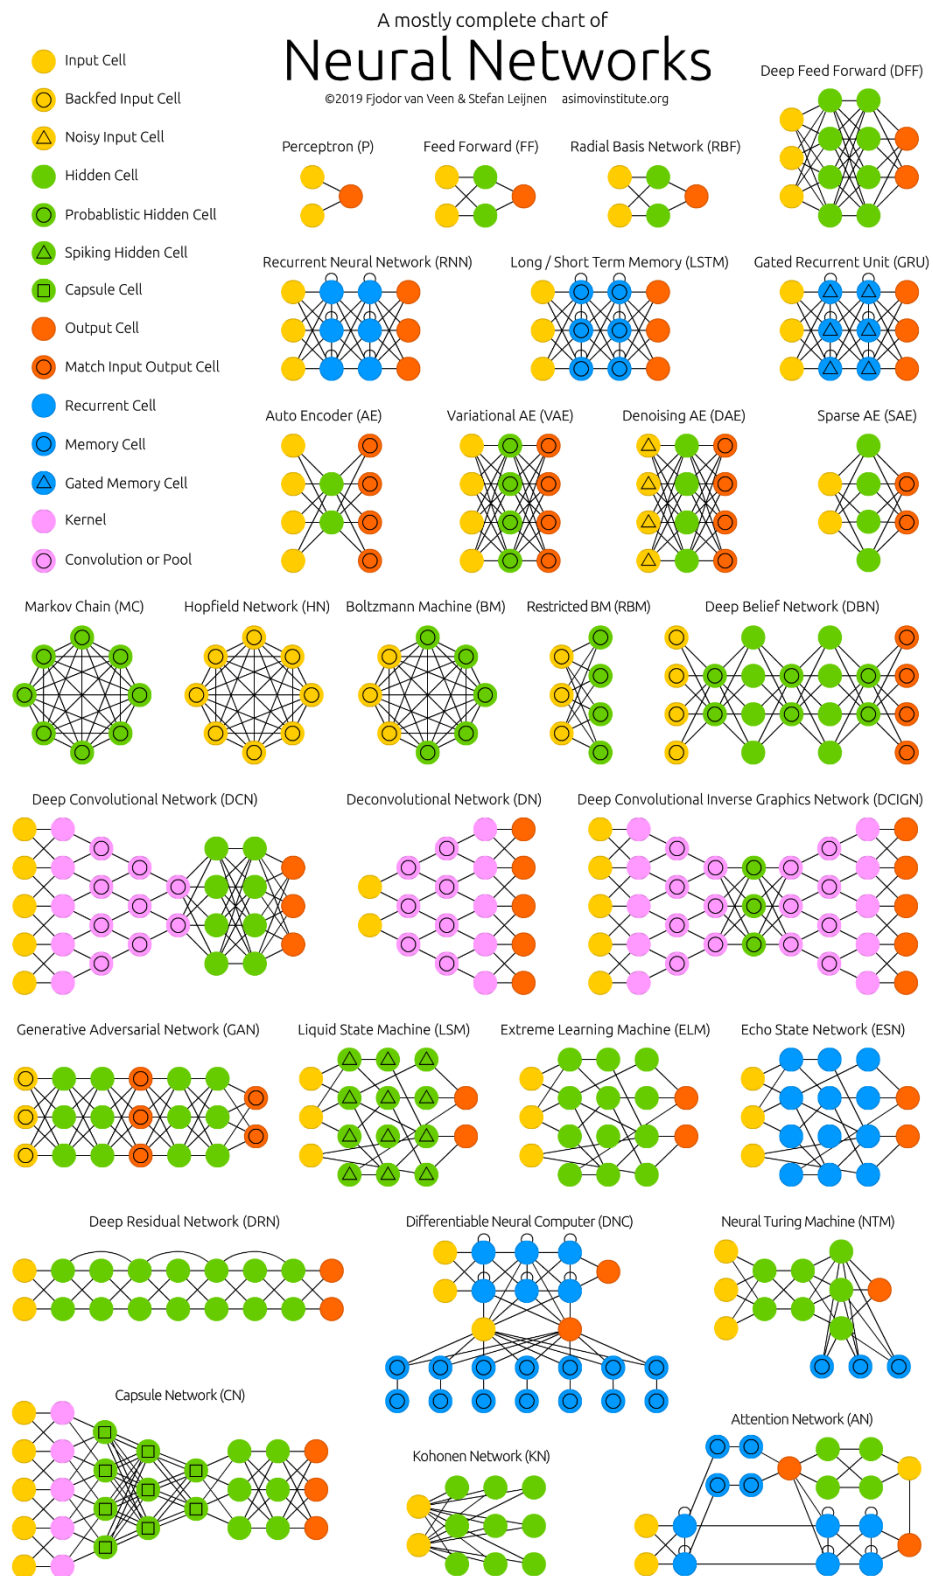 A mostly complete chart of
Neural Networks
©2019 Fjodor van Veen & Stefan Leijnen asimovinstitute.org
Input Cell
Backfed Input Cell
Noisy Input Cell
Hidden Cell
Probablistic Hidden Cell
Spiking Hidden Cell
Capsule Cell
Output Cell
Match Input Output Cell
Recurrent Cell
Memory Cell
Gated Memory Cell
Kernel
Convolution or Pool
Deep Feed Forward (DFF)
Perceptron (P)
Feed Forward (FF)
Radial Basis Network (RBF)
Recurrent Neural Network (RNN)
Long / Short Term Memory (LSTM)
Gated Recurrent Unit (GRU)
Auto Encoder (AE)
Variational AE (VAE)
Denoising AE (DAE)
Sparse AE (SAE)
Markov Chain (MC)
Hopfield Network (HN)
Boltzmann Machine (BM)
Restricted BM (RBM)
Deep Belief Network (DBN)
Deep Convolutional Network (DCN)
Deconvolutional Network (DN)
Deep Convolutional Inverse Graphics Network (DCIGN)
Generative Adversarial Network (GAN)
Liquid State Machine (LSM)
Extreme Learning Machine (ELM)
Echo State Network (ESN)
Deep Residual Network (DRN)
Differentiable Neural Computer (DNC)
Neural Turing Machine (NTM)
Capsule Network (CN)
Kohonen Network (KN)
Attention Network (AN)